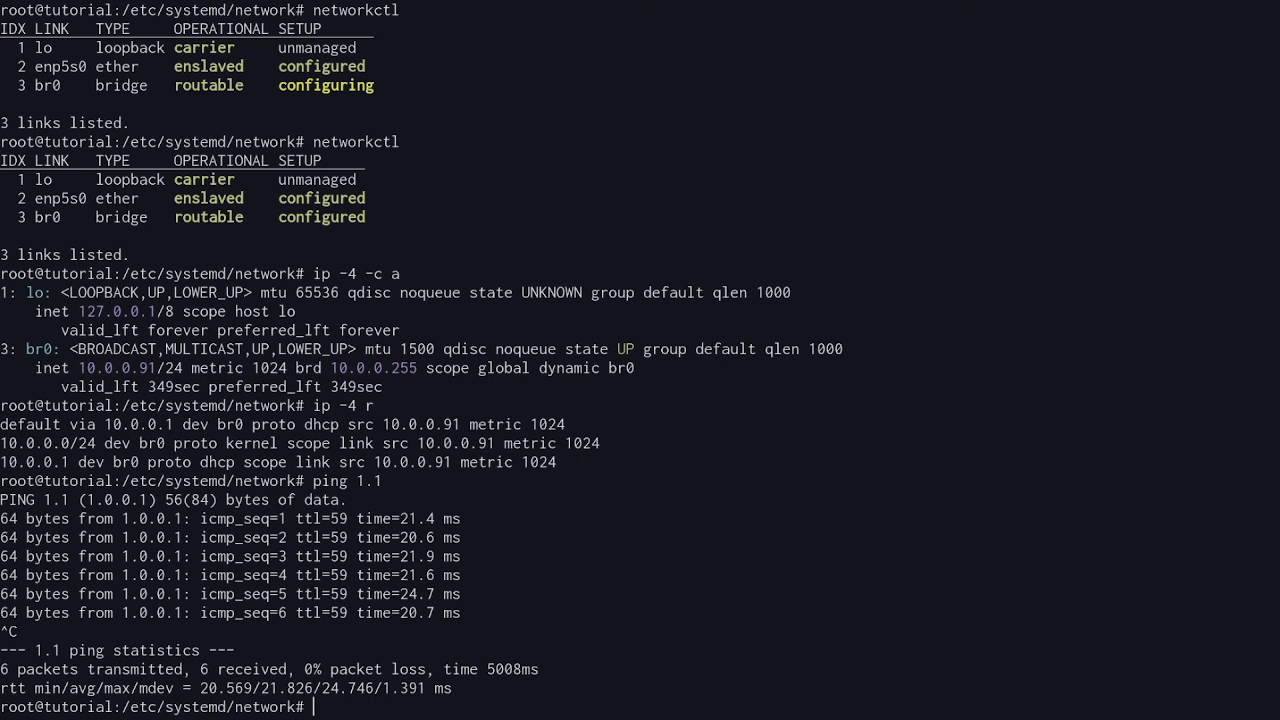 root@tutorial:/etc/systemd/network# networkctl
IDX LINK   TYPE     OPERATIONAL SETUP
  1 lo     loopback carrier     unmanaged
  2 enp5s0 ether    enslaved    configured
  3 br0    bridge   routable    configuring
3 links listed.
root@tutorial:/etc/systemd/network# networkctl
IDX LINK   TYPE     OPERATIONAL SETUP
  1 lo     loopback carrier     unmanaged
  2 enp5s0 ether    enslaved    configured
  3 br0    bridge   routable    configured
3 links listed.
root@tutorial:/etc/systemd/network# ip -4 -c a
1: lo: <LOOPBACK,UP,LOWER_UP> mtu 65536 qdisc noqueue state UNKNOWN group default qlen 1000
    inet 127.0.0.1/8 scope host lo
       valid_lft forever preferred_lft forever
3: br0: <BROADCAST,MULTICAST,UP,LOWER_UP> mtu 1500 qdisc noqueue state UP group default qlen 1000
    inet 10.0.0.91/24 metric 1024 brd 10.0.0.255 scope global dynamic br0
       valid_lft 349sec preferred_lft 349sec
root@tutorial:/etc/systemd/network# ip -4 r
default via 10.0.0.1 dev br0 proto dhcp src 10.0.0.91 metric 1024
10.0.0.0/24 dev br0 proto kernel scope link src 10.0.0.91 metric 1024
10.0.0.1 dev br0 proto dhcp scope link src 10.0.0.91 metric 1024
root@tutorial:/etc/systemd/network# ping 1.1
PING 1.1 (1.0.0.1) 56(84) bytes of data.
64 bytes from 1.0.0.1: icmp_seq=1 ttl=59 time=21.4 ms
64 bytes from 1.0.0.1: icmp_seq=2 ttl=59 time=20.6 ms
64 bytes from 1.0.0.1: icmp_seq=3 ttl=59 time=21.9 ms
64 bytes from 1.0.0.1: icmp_seq=4 ttl=59 time=21.6 ms
64 bytes from 1.0.0.1: icmp_seq=5 ttl=59 time=24.7 ms
64 bytes from 1.0.0.1: icmp_seq=6 ttl=59 time=20.7 ms
^C
--- 1.1 ping statistics ---
6 packets transmitted, 6 received, 0% packet loss, time 5008ms
rtt min/avg/max/mdev = 20.569/21.826/24.746/1.391 ms
root@tutorial:/etc/systemd/network#